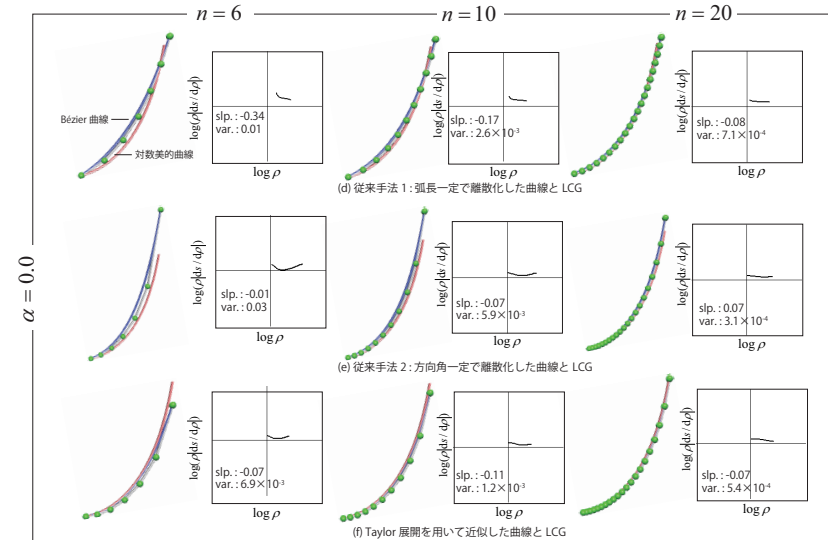 n = 6
n = 10
n = 20
α = 0.0
Bézier 曲線
対数美的曲線
log(ρ|ds / dρ|)
slp. : -0.34
var. : 0.01
log ρ
log(ρ|ds / dρ|)
slp. : -0.17
var. : 2.6×10⁻³
log ρ
log(ρ|ds / dρ|)
slp. : -0.08
var. : 7.1×10⁻⁴
log ρ
(d) 従来手法 1 : 弧長一定で離散化した曲線と LCG
log(ρ|ds / dρ|)
slp. : -0.01
var. : 0.03
log ρ
log(ρ|ds / dρ|)
slp. : -0.07
var. : 5.9×10⁻³
log ρ
log(ρ|ds / dρ|)
slp. : 0.07
var. : 3.1×10⁻⁴
log ρ
(e) 従来手法 2 : 方向角一定で離散化した曲線と LCG
log(ρ|ds / dρ|)
slp. : -0.07
var. : 6.9×10⁻³
log ρ
log(ρ|ds / dρ|)
slp. : -0.11
var. : 1.2×10⁻³
log ρ
log(ρ|ds / dρ|)
slp. : -0.07
var. : 5.4×10⁻⁴
log ρ
(f) Taylor 展開を用いて近似した曲線と LCG